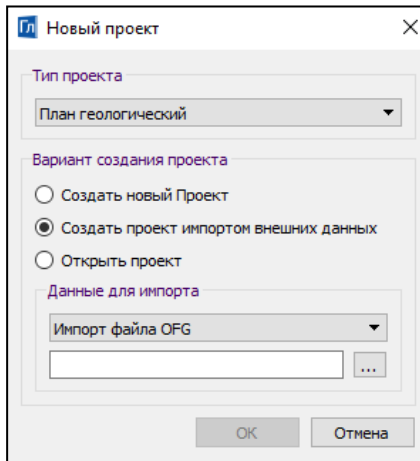 Гл Новый проект
Тип проекта
План геологический
Вариант создания проекта
Создать новый Проект
Создать проект импортом внешних данных
Открыть проект
Данные для импорта
Импорт файла OFG
...
OK Отмена